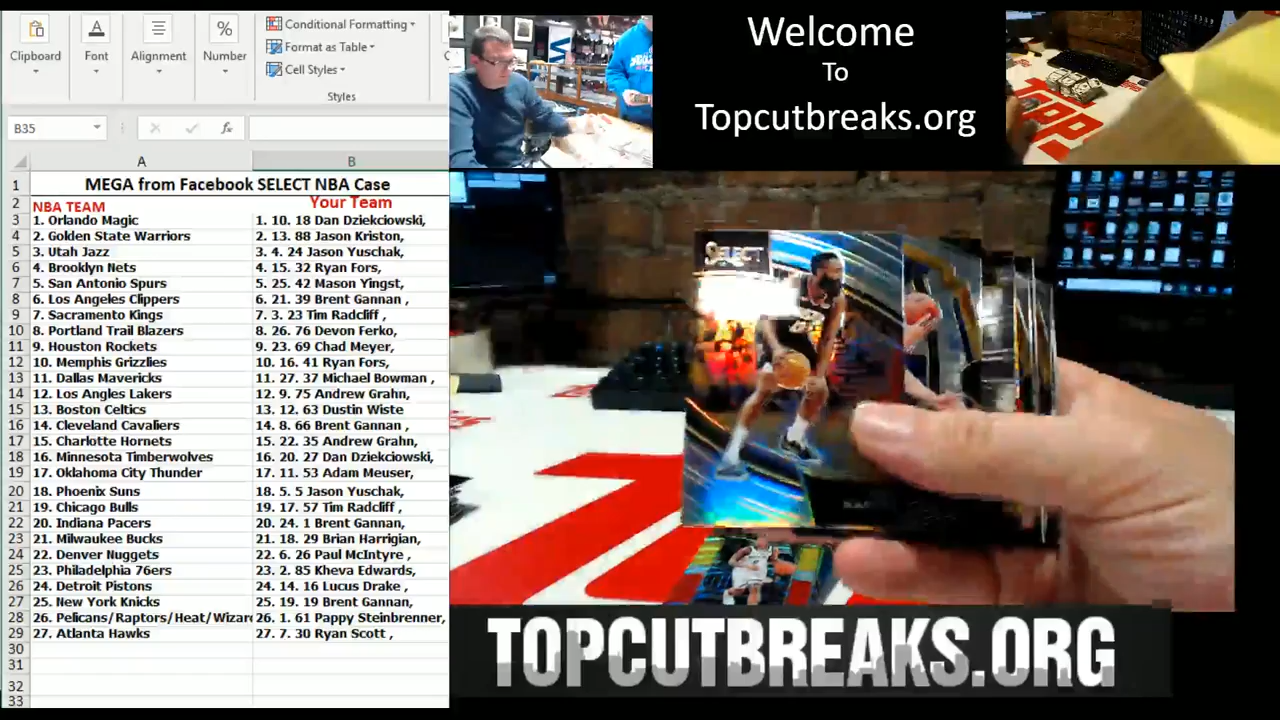 Clipboard
Font
Alignment
%
Number
Conditional Formatting
Format as Table
Cell Styles
Styles
B35
fx
A B
1 MEGA from Facebook SELECT NBA Case
2 NBA TEAM Your Team
3 1. Orlando Magic 1. 10. 18 Dan Dziekciowski,
4 2. Golden State Warriors 2. 13. 88 Jason Kriston,
5 3. Utah Jazz 3. 4. 24 Jason Yuschak,
6 4. Brooklyn Nets 4. 15. 32 Ryan Fors,
7 5. San Antonio Spurs 5. 25. 42 Mason Yingst,
8 6. Los Angeles Clippers 6. 21. 39 Brent Gannan ,
9 7. Sacramento Kings 7. 3. 23 Tim Radcliff ,
10 8. Portland Trail Blazers 8. 26. 76 Devon Ferko,
11 9. Houston Rockets 9. 23. 69 Chad Meyer,
12 10. Memphis Grizzlies 10. 16. 41 Ryan Fors,
13 11. Dallas Mavericks 11. 27. 37 Michael Bowman ,
14 12. Los Angles Lakers 12. 9. 75 Andrew Grahn,
15 13. Boston Celtics 13. 12. 63 Dustin Wiste
16 14. Cleveland Cavaliers 14. 8. 66 Brent Gannan ,
17 15. Charlotte Hornets 15. 22. 35 Andrew Grahn,
18 16. Minnesota Timberwolves 16. 20. 27 Dan Dziekciowski,
19 17. Oklahoma City Thunder 17. 11. 53 Adam Meuser,
20 18. Phoenix Suns 18. 5. 5 Jason Yuschak,
21 19. Chicago Bulls 19. 17. 57 Tim Radcliff ,
22 20. Indiana Pacers 20. 24. 1 Brent Gannan,
23 21. Milwaukee Bucks 21. 18. 29 Brian Harrigian,
24 22. Denver Nuggets 22. 6. 26 Paul McIntyre ,
25 23. Philadelphia 76ers 23. 2. 85 Kheva Edwards,
26 24. Detroit Pistons 24. 14. 16 Lucus Drake ,
27 25. New York Knicks 25. 19. 19 Brent Gannan,
28 26. Pelicans/Raptors/Heat/Wizard 26. 1. 61 Pappy Steinbrenner,
29 27. Atlanta Hawks 27. 7. 30 Ryan Scott ,
30
31
32
33
Welcome
To
Topcutbreaks.org
W
TOP
SELECT
TOPCUTBREAKS.ORG